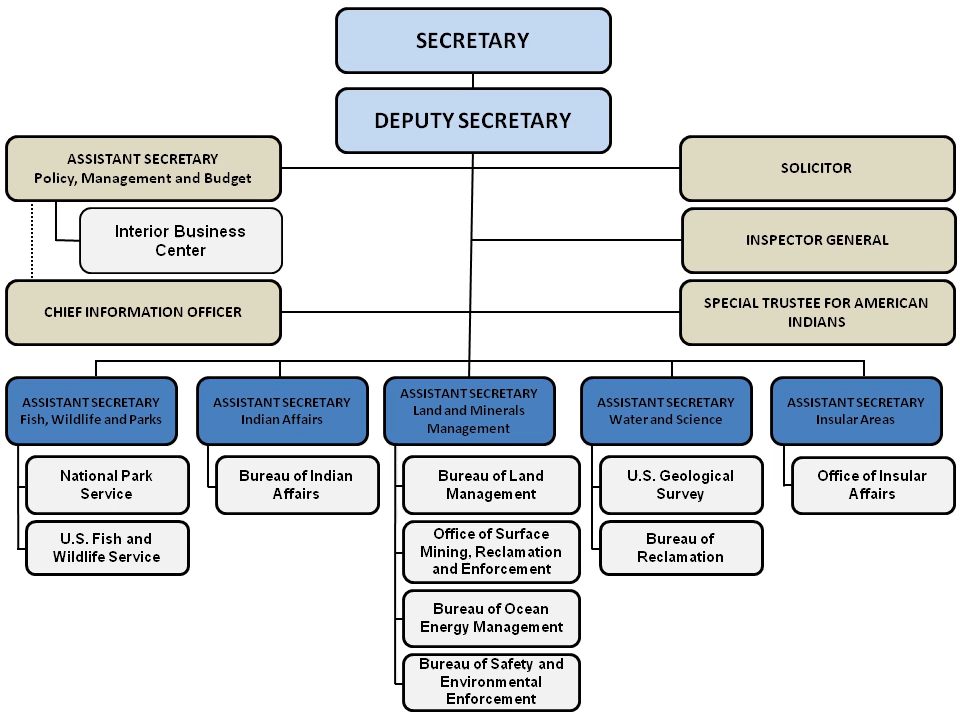 SECRETARY
DEPUTY SECRETARY
ASSISTANT SECRETARY
Policy, Management and Budget
SOLICITOR
Interior Business
Center
INSPECTOR GENERAL
CHIEF INFORMATION OFFICER
SPECIAL TRUSTEE FOR AMERICAN
INDIANS
ASSISTANT SECRETARY
Fish, Wildlife and Parks
ASSISTANT SECRETARY
Indian Affairs
ASSISTANT SECRETARY
Land and Minerals
Management
ASSISTANT SECRETARY
Water and Science
ASSISTANT SECRETARY
Insular Areas
National Park
Service
U.S. Fish and
Wildlife Service
Bureau of Indian
Affairs
Bureau of Land
Management
Office of Surface
Mining, Reclamation
and Enforcement
Bureau of Ocean
Energy Management
Bureau of Safety and
Environmental
Enforcement
U.S. Geological
Survey
Bureau of
Reclamation
Office of Insular
Affairs